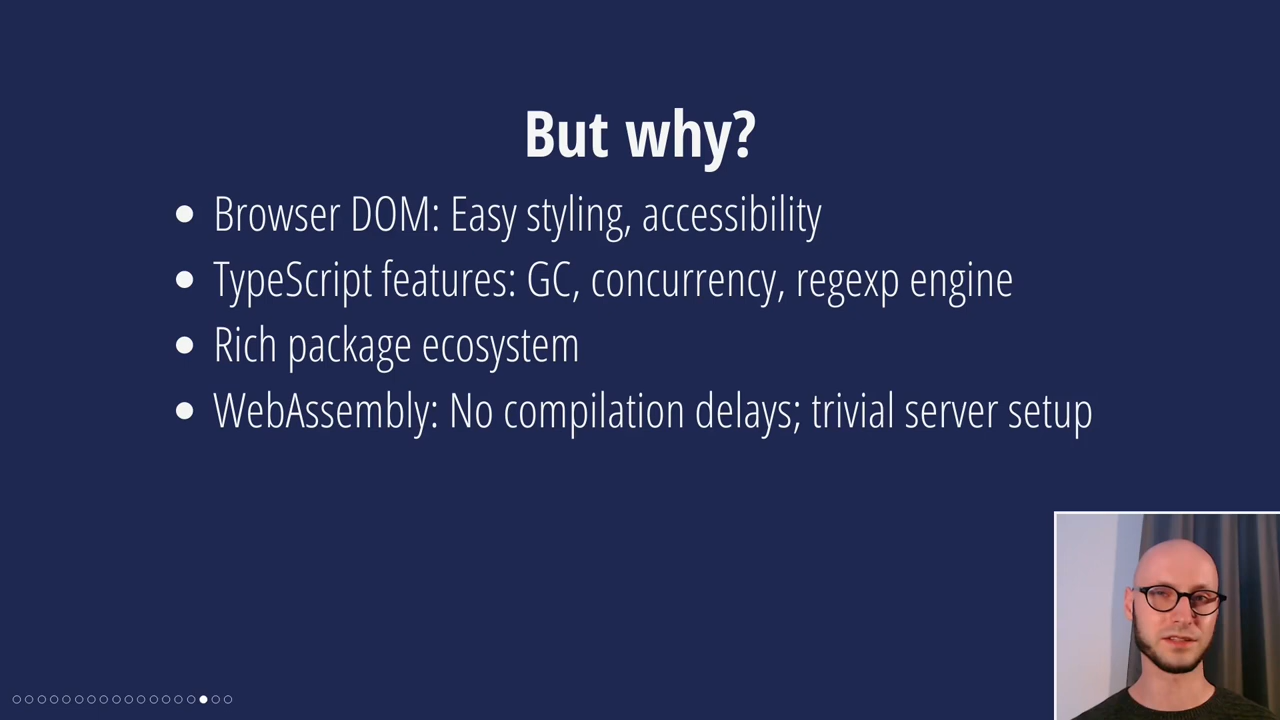 But why?
Browser DOM: Easy styling, accessibility
TypeScript features: GC, concurrency, regexp engine
Rich package ecosystem
WebAssembly: No compilation delays; trivial server setup